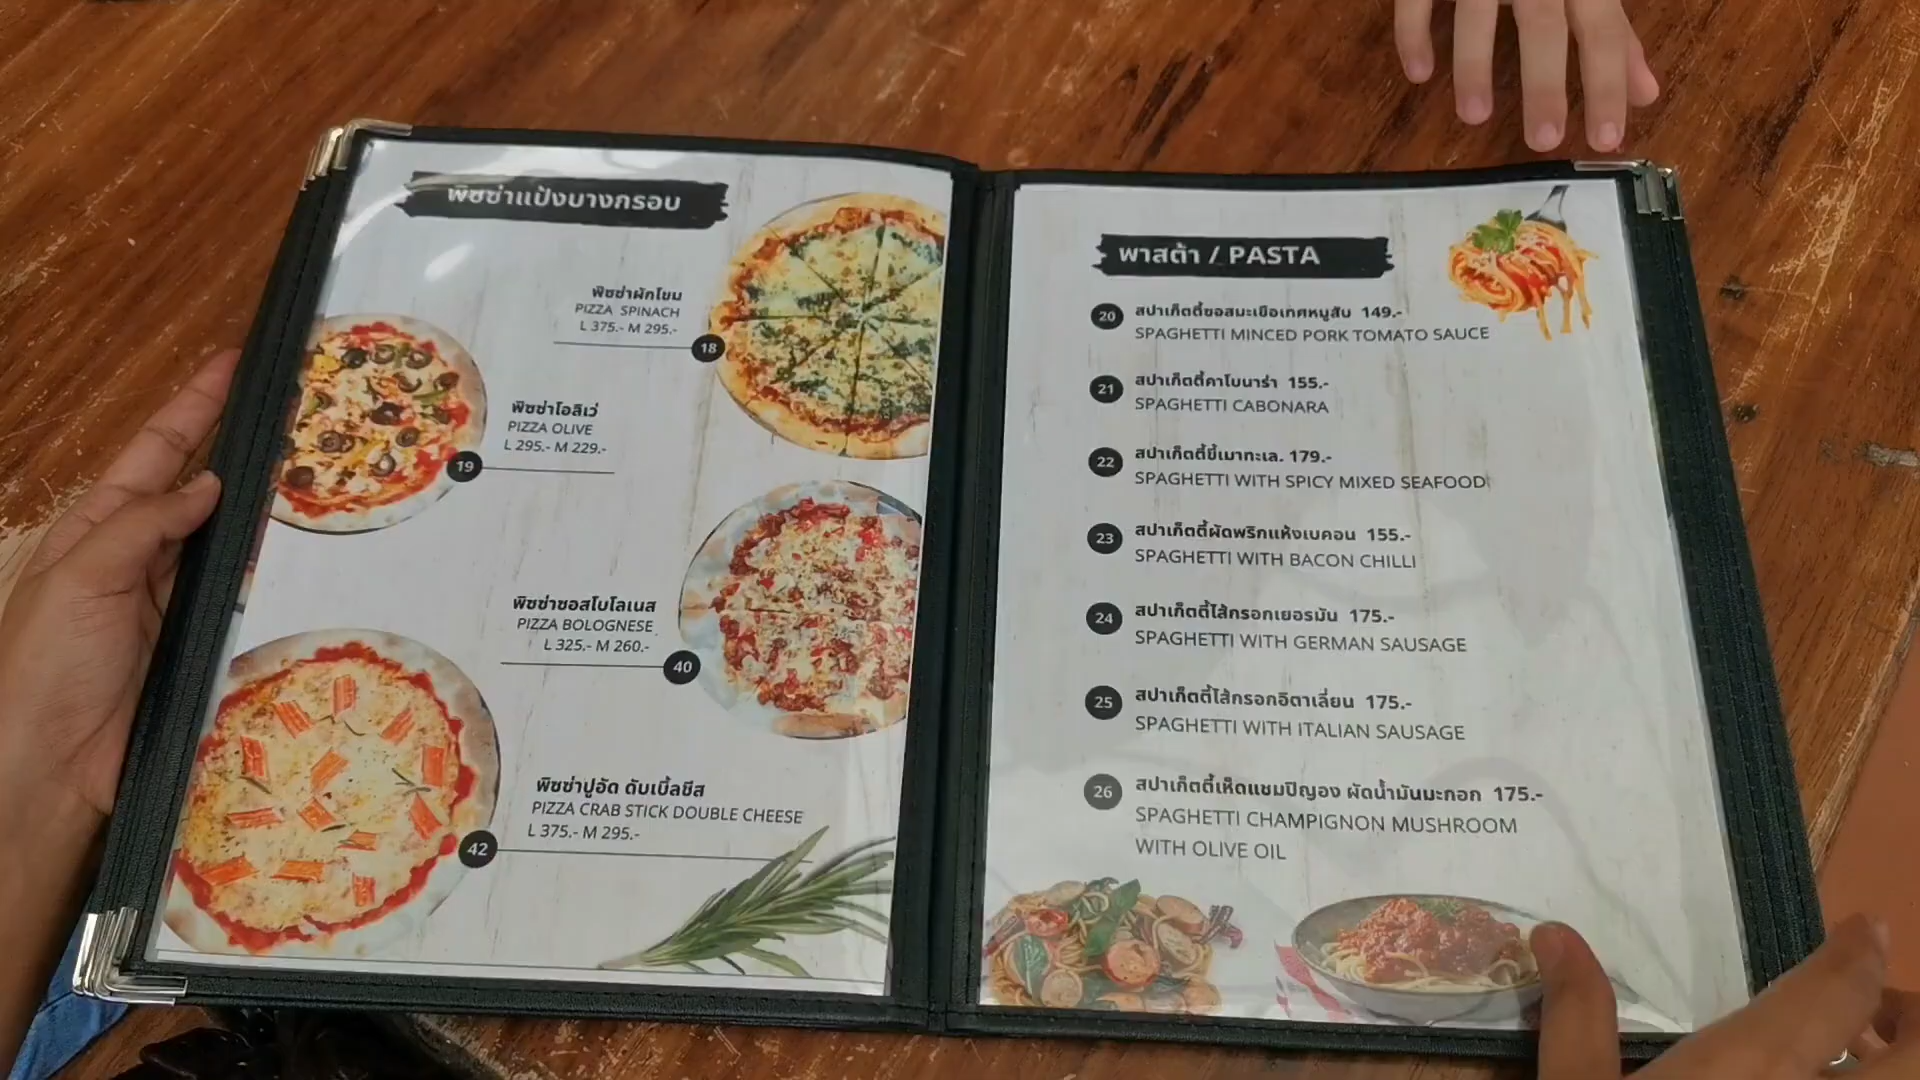 พิซซ่าแป้งบางกรอบ
พิซซ่าผักโขม
PIZZA SPINACH
L 375.- M 295.-
18
พิซซ่าโอลิเว่
PIZZA OLIVE
L 295.- M 229.-
19
พิซซ่าซอสโบโลเนส
PIZZA BOLOGNESE
L 325.- M 260.-
40
พิซซ่าปูอัด ดับเบิ้ลชีส
PIZZA CRAB STICK DOUBLE CHEESE
L 375.- M 295.-
42
พาสต้า / PASTA
20 สปาเก็ตตี้ซอสมะเขือเทศหมูสับ 149.-
SPAGHETTI MINCED PORK TOMATO SAUCE
21 สปาเก็ตตี้คาโบนาร่า 155.-
SPAGHETTI CABONARA
22 สปาเก็ตตี้ขี้เมาทะเล. 179.-
SPAGHETTI WITH SPICY MIXED SEAFOOD
23 สปาเก็ตตี้ผัดพริกแห้งเบคอน 155.-
SPAGHETTI WITH BACON CHILLI
24 สปาเก็ตตี้ไส้กรอกเยอรมัน 175.-
SPAGHETTI WITH GERMAN SAUSAGE
25 สปาเก็ตตี้ไส้กรอกอิตาเลี่ยน 175.-
SPAGHETTI WITH ITALIAN SAUSAGE
26 สปาเก็ตตี้เห็ดแชมปิญอง ผัดน้ำมันมะกอก 175.-
SPAGHETTI CHAMPIGNON MUSHROOM
WITH OLIVE OIL